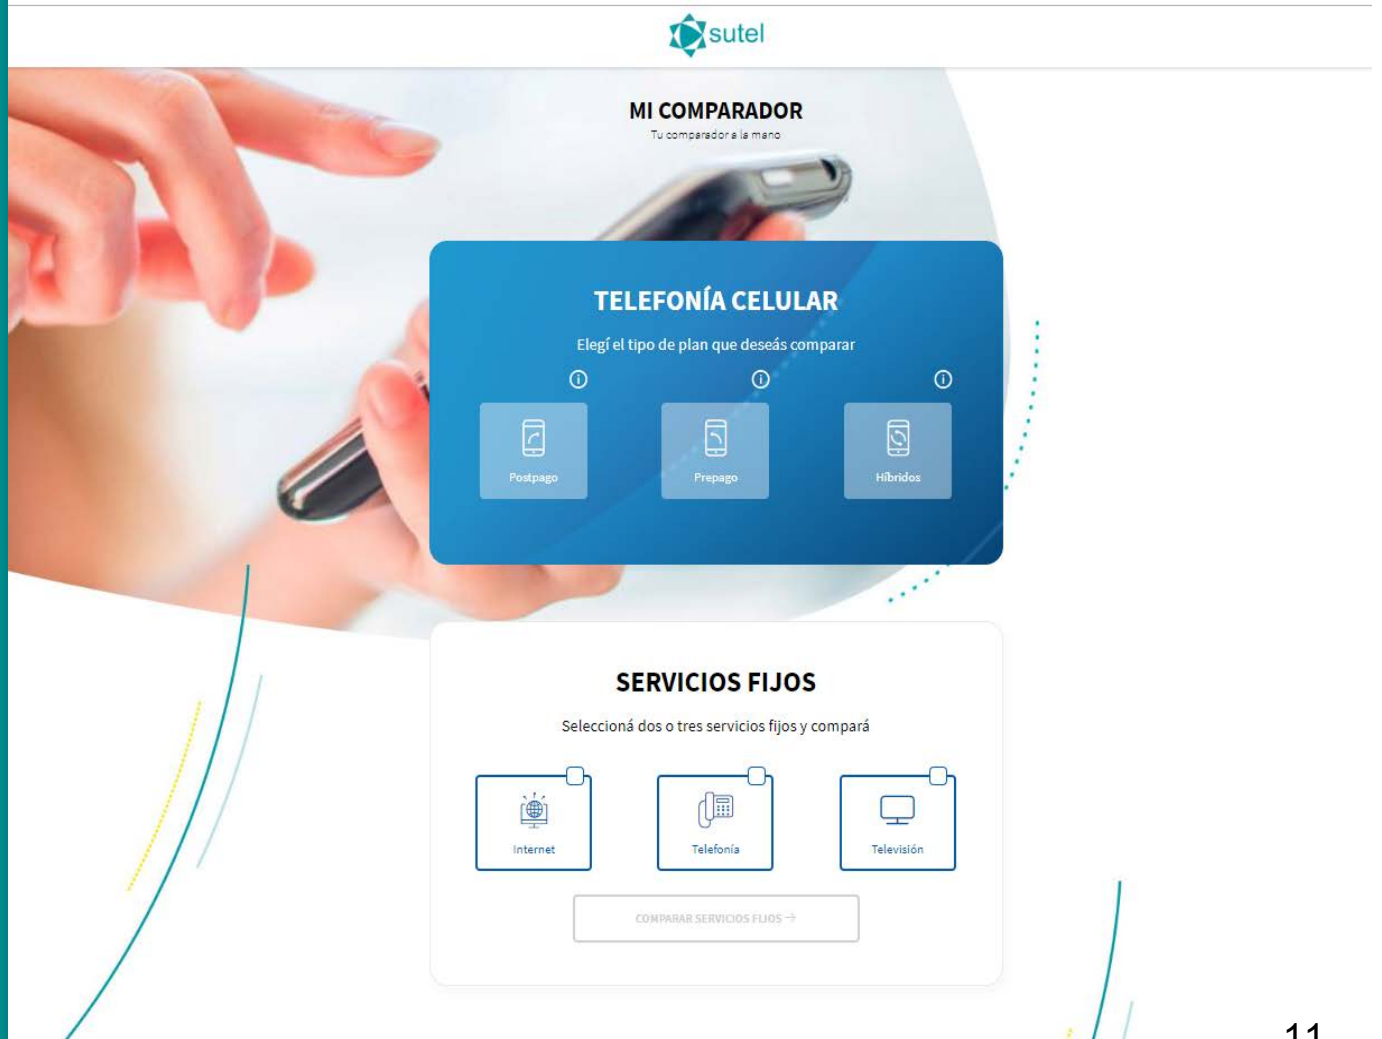 sutel
MI COMPARADOR
Tu comparador a la mano
TELEFONÍA CELULAR
Elegí el tipo de plan que deseás comparar
Postpago
Prepago
Híbridos
SERVICIOS FIJOS
Seleccioná dos o tres servicios fijos y compará
Internet
Telefonía
Televisión
COMPARAR SERVICIOS FIJOS →
11